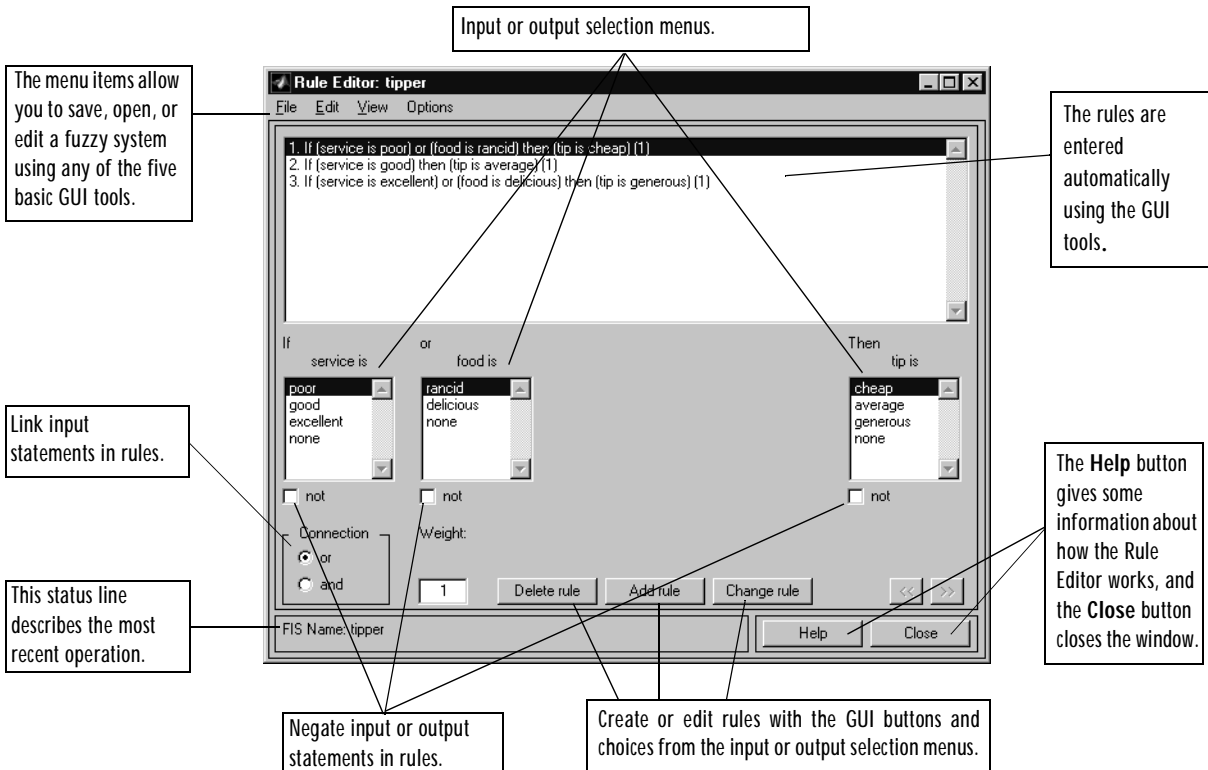 Input or output selection menus.
The menu items allow
you to save, open, or
edit a fuzzy system
using any of the five
basic GUI tools.
Rule Editor: tipper
File Edit View Options
1. If (service is poor) or (food is rancid) then (tip is cheap) (1)
2. If (service is good) then (tip is average) (1)
3. If (service is excellent) or (food is delicious) then (tip is generous) (1)
The rules are
entered
automatically
using the GUI
tools.
If or Then
service is food is tip is
poor
good
excellent
none
rancid
delicious
none
cheap
average
generous
none
not not not
Link input
statements in rules.
Connection
or
and
Weight:
1
Delete rule Add rule Change rule << >>
FIS Name: tipper
Help Close
This status line
describes the most
recent operation.
The Help button
gives some
information about
how the Rule
Editor works, and
the Close button
closes the window.
Negate input or output
statements in rules.
Create or edit rules with the GUI buttons and
choices from the input or output selection menus.